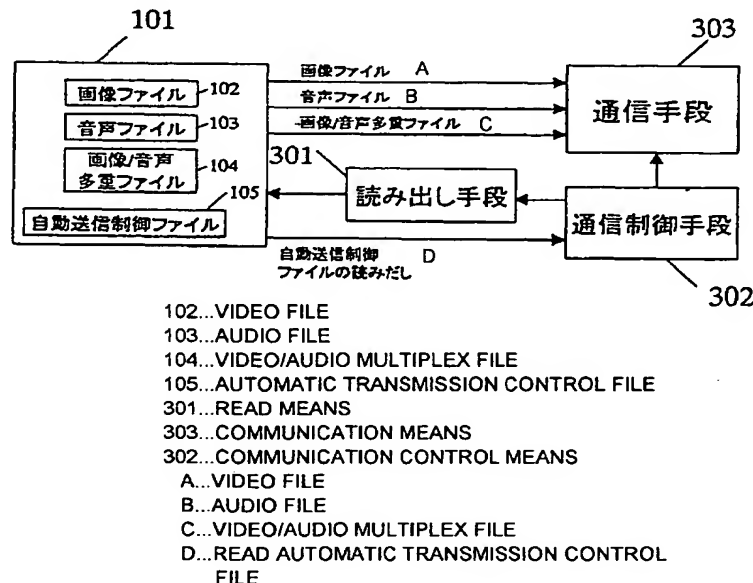 101
303
画像ファイル A
音声ファイル B
画像/音声多重ファイル C
画像ファイル 102
音声ファイル 103
画像/音声
多重ファイル 104
105
自動送信制御ファイル
301
読み出し手段
通信手段
通信制御手段
302
自動送信制御 D
ファイルの読みだし
102...VIDEO FILE
103...AUDIO FILE
104...VIDEO/AUDIO MULTIPLEX FILE
105...AUTOMATIC TRANSMISSION CONTROL FILE
301...READ MEANS
303...COMMUNICATION MEANS
302...COMMUNICATION CONTROL MEANS
A...VIDEO FILE
B...AUDIO FILE
C...VIDEO/AUDIO MULTIPLEX FILE
D...READ AUTOMATIC TRANSMISSION CONTROL
FILE